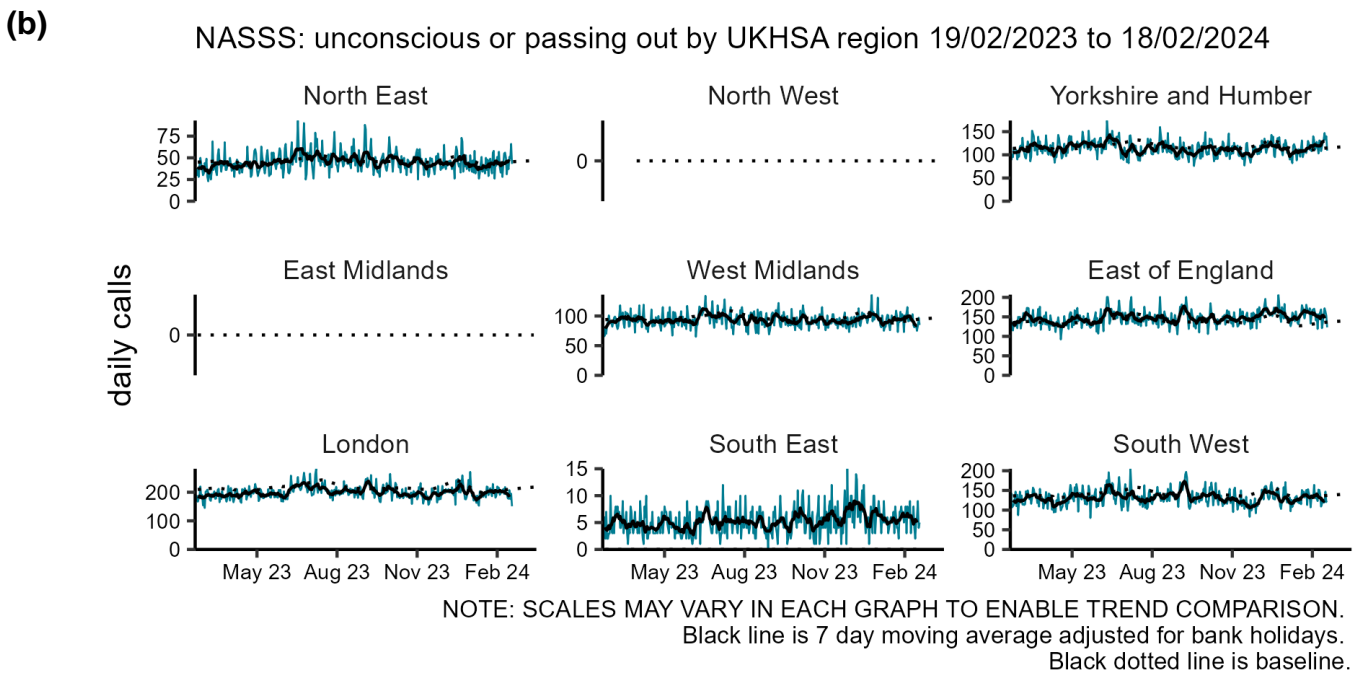 (b)
NASSS: unconscious or passing out by UKHSA region 19/02/2023 to 18/02/2024
daily calls
North East
75
50
25
0
North West
0
Yorkshire and Humber
150
100
50
0
East Midlands
0
West Midlands
100
50
0
East of England
200
150
100
50
0
London
200
100
0
May 23 Aug 23 Nov 23 Feb 24
South East
15
10
5
0
May 23 Aug 23 Nov 23 Feb 24
South West
200
150
100
50
0
May 23 Aug 23 Nov 23 Feb 24
NOTE: SCALES MAY VARY IN EACH GRAPH TO ENABLE TREND COMPARISON.
Black line is 7 day moving average adjusted for bank holidays.
Black dotted line is baseline.